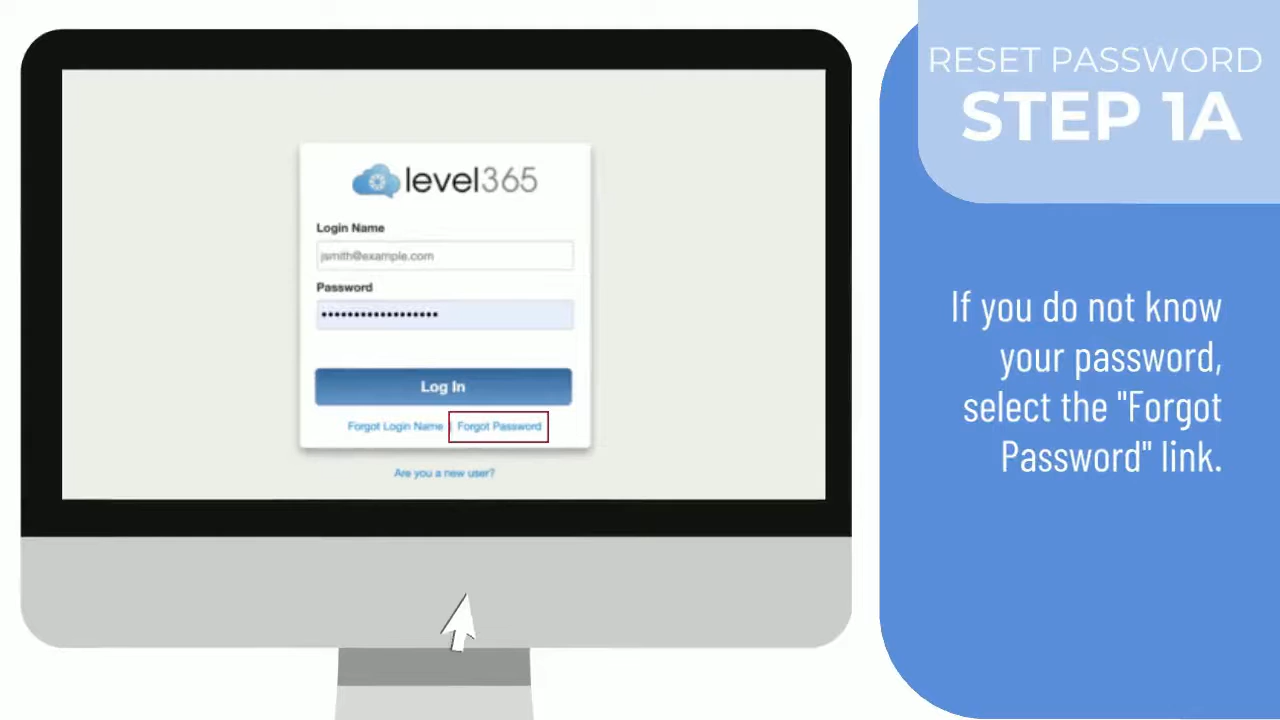 RESET PASSWORD
STEP 1A
level365
Login Name
jsmith@example.com
Password
••••••••••••••••••
Log In
Forgot Login Name | Forgot Password
Are you a new user?
If you do not know
your password,
select the "Forgot
Password" link.